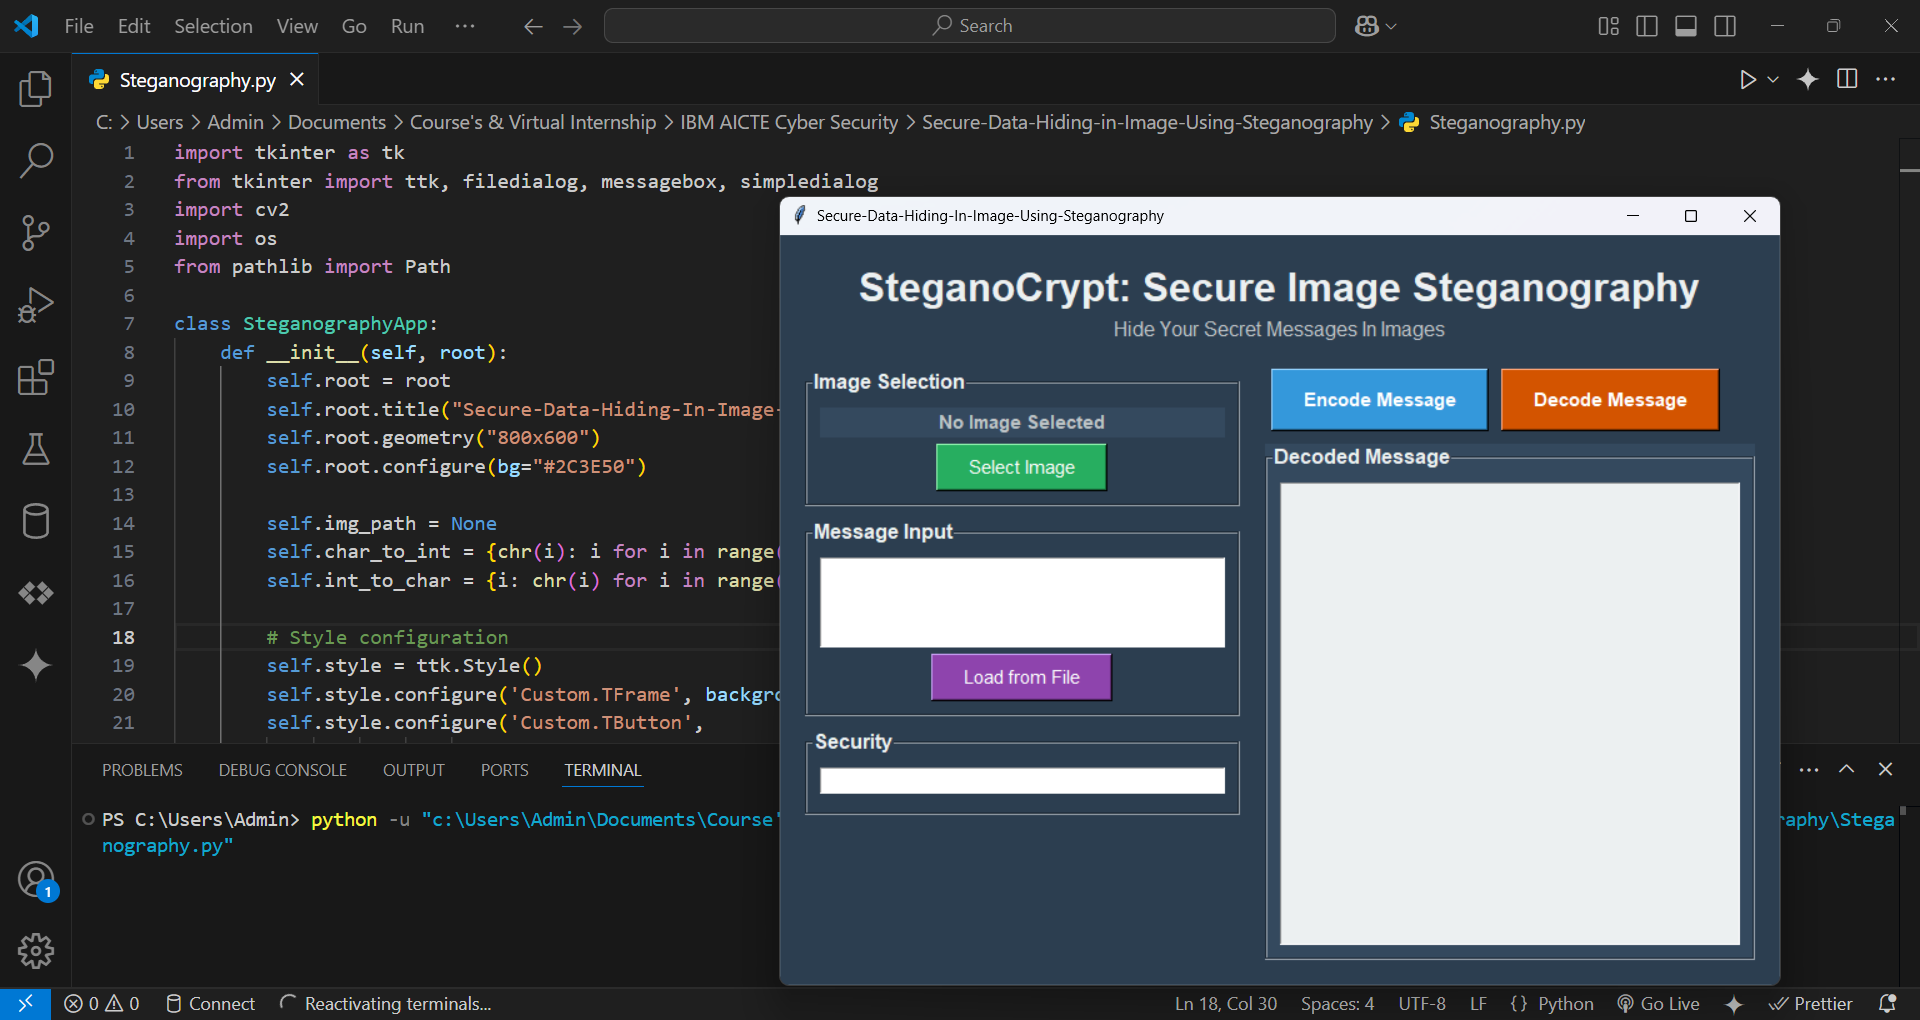 File Edit Selection View Go Run ··· Search
Steganography.py
C: > Users > Admin > Documents > Course's & Virtual Internship > IBM AICTE Cyber Security > Secure-Data-Hiding-in-Image-Using-Steganography > Steganography.py
1 import tkinter as tk
2 from tkinter import ttk, filedialog, messagebox, simpledialog
3 import cv2
4 import os
5 from pathlib import Path
6
7 class SteganographyApp:
8 def __init__(self, root):
9 self.root = root
10 self.root.title("Secure-Data-Hiding-In-Image-
11 self.root.geometry("800x600")
12 self.root.configure(bg="#2C3E50")
13
14 self.img_path = None
15 self.char_to_int = {chr(i): i for i in range(
16 self.int_to_char = {i: chr(i) for i in range(
17
18 # Style configuration
19 self.style = ttk.Style()
20 self.style.configure('Custom.TFrame', backgro
21 self.style.configure('Custom.TButton',
Secure-Data-Hiding-In-Image-Using-Steganography
SteganoCrypt: Secure Image Steganography
Hide Your Secret Messages In Images
Image Selection
No Image Selected
Select Image
Message Input
Load from File
Security
Encode Message Decode Message
Decoded Message
PROBLEMS DEBUG CONSOLE OUTPUT PORTS TERMINAL
PS C:\Users\Admin> python -u "c:\Users\Admin\Documents\Course' raphy\Stega
nography.py"
1
0 0 Connect Reactivating terminals... Ln 18, Col 30 Spaces: 4 UTF-8 LF {} Python Go Live Prettier